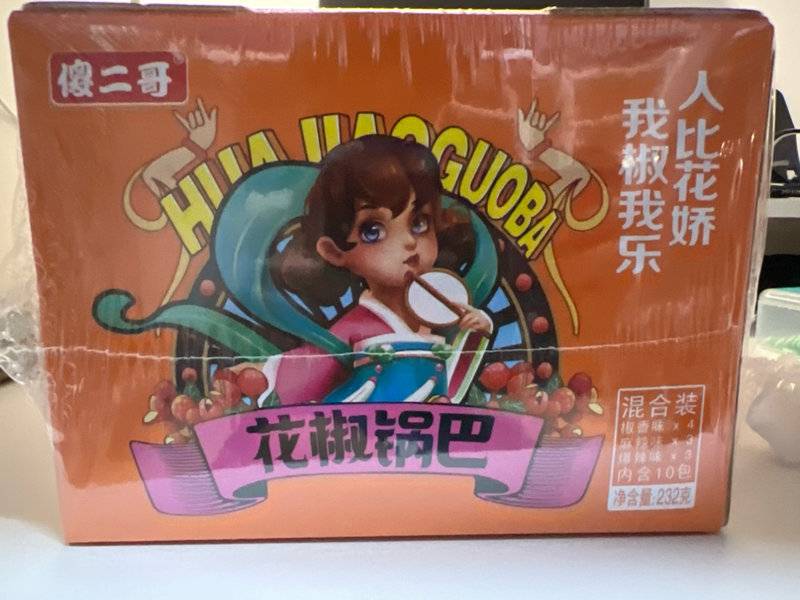 傻二哥
HUA JIAOGUOBA
人比花娇
我椒我乐
花椒锅巴
混合装
椒香味 x 4
麻辣味 x 3
爆辣味 x 3
内含10包
净含量:232克